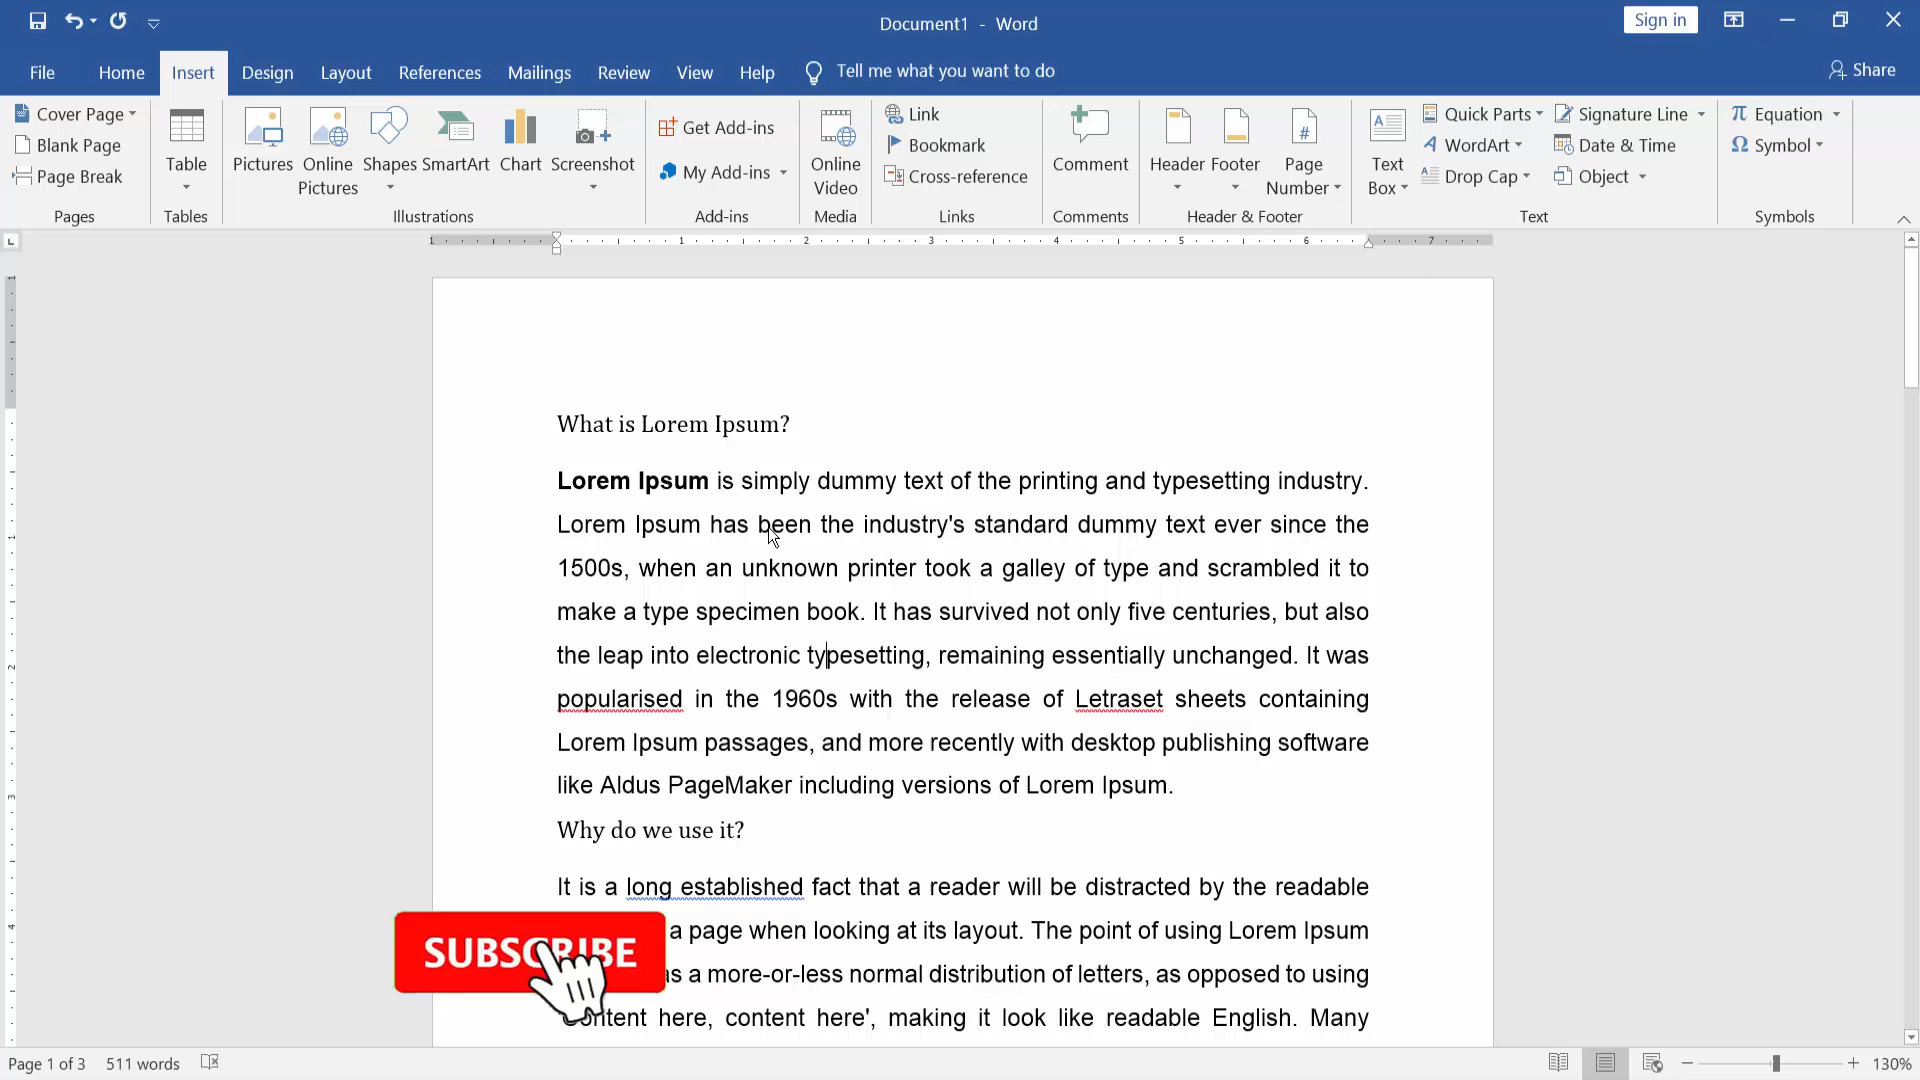 Document1 - Word
Sign in
File Home Insert Design Layout References Mailings Review View Help Tell me what you want to do Share
Cover Page
Blank Page
Page Break
Pages
Table
Tables
Pictures
Online Pictures
Shapes
SmartArt
Chart
Screenshot
Illustrations
Get Add-ins
My Add-ins
Add-ins
Online Video
Media
Link
Bookmark
Cross-reference
Links
Comment
Comments
Header
Footer
Page Number
Header & Footer
Text Box
Quick Parts
WordArt
Drop Cap
Signature Line
Date & Time
Object
Text
Equation
Symbol
Symbols
1 1 2 3 4 5 6 7
What is Lorem Ipsum?
Lorem Ipsum is simply dummy text of the printing and typesetting industry.
Lorem Ipsum has been the industry's standard dummy text ever since the
1500s, when an unknown printer took a galley of type and scrambled it to
make a type specimen book. It has survived not only five centuries, but also
the leap into electronic typesetting, remaining essentially unchanged. It was
popularised in the 1960s with the release of Letraset sheets containing
Lorem Ipsum passages, and more recently with desktop publishing software
like Aldus PageMaker including versions of Lorem Ipsum.
Why do we use it?
It is a long established fact that a reader will be distracted by the readable
a page when looking at its layout. The point of using Lorem Ipsum
as a more-or-less normal distribution of letters, as opposed to using
'Content here, content here', making it look like readable English. Many
SUBSCRIBE
Page 1 of 3 511 words 130%